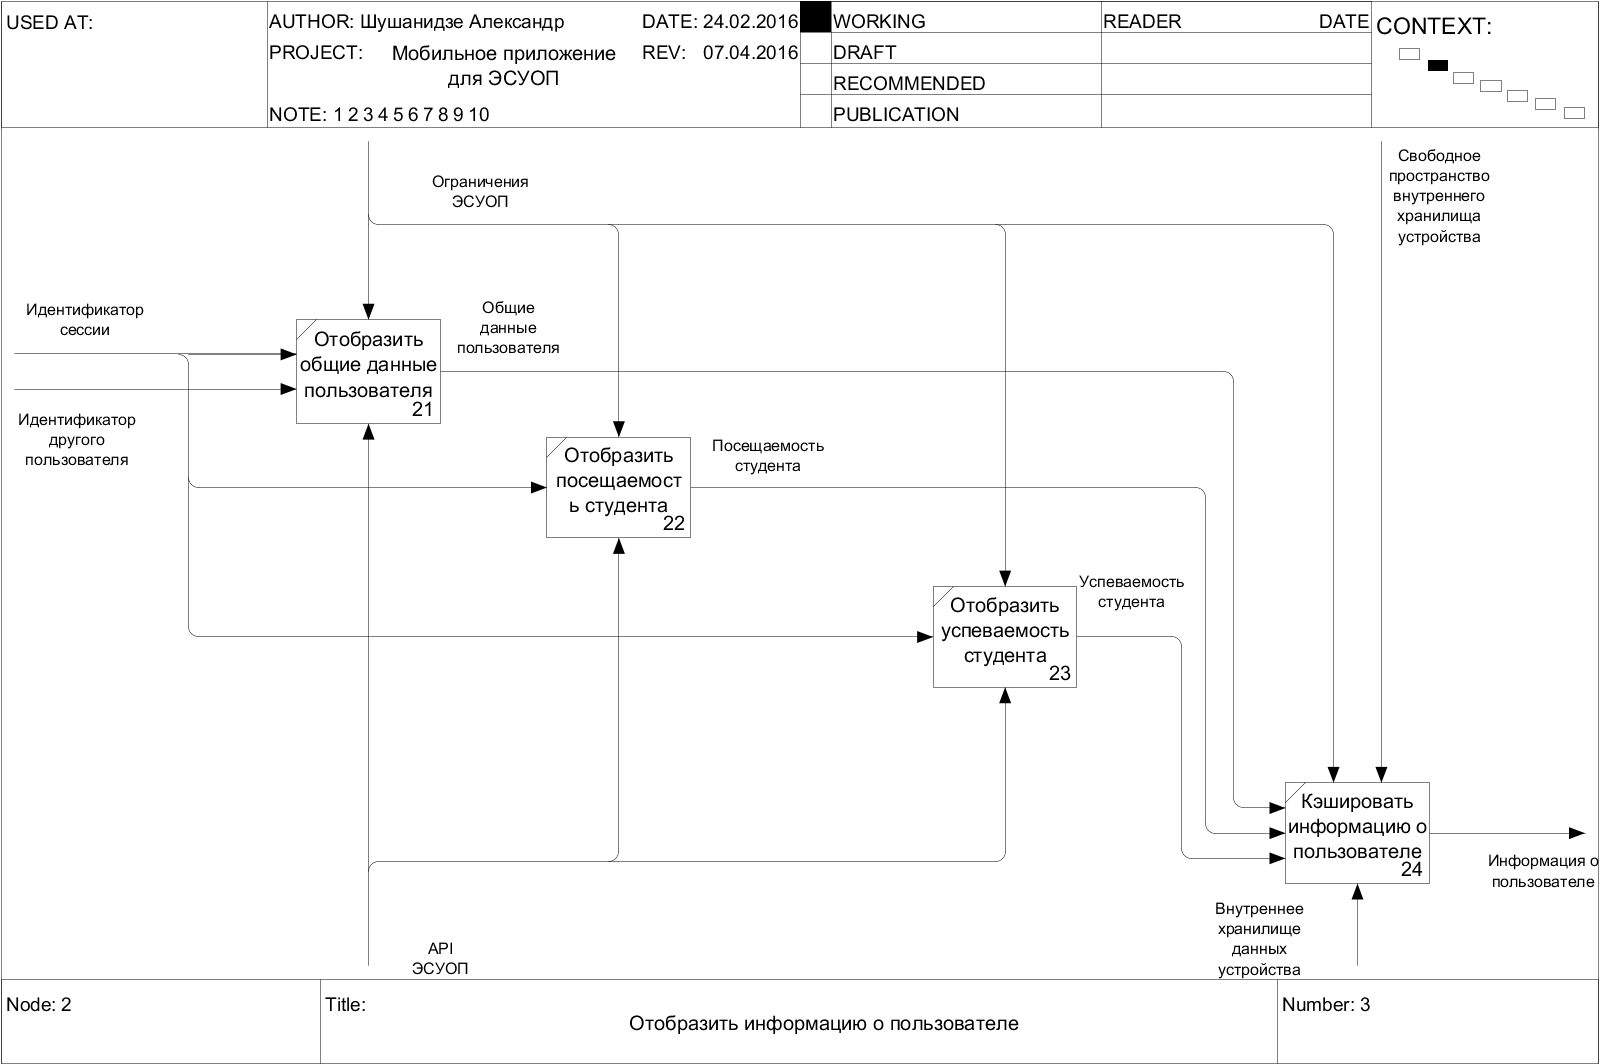 USED AT:
AUTHOR: Шушанидзе Александр
DATE: 24.02.2016
PROJECT: Мобильное приложение
для ЭСУОП
REV: 07.04.2016
NOTE: 1 2 3 4 5 6 7 8 9 10
WORKING
DRAFT
RECOMMENDED
PUBLICATION
READER DATE
CONTEXT:
Ограничения
ЭСУОП
Свободное
пространство
внутреннего
хранилища
устройства
Идентификатор
сессии
Идентификатор
другого
пользователя
Отобразить
общие данные
пользователя
21
Общие
данные
пользователя
Отобразить
посещаемост
ь студента
22
Посещаемость
студента
Отобразить
успеваемость
студента
23
Успеваемость
студента
Кэшировать
информацию о
пользователе
24
Информация о
пользователе
Внутреннее
хранилище
данных
устройства
API
ЭСУОП
Node: 2
Title:
Отобразить информацию о пользователе
Number: 3